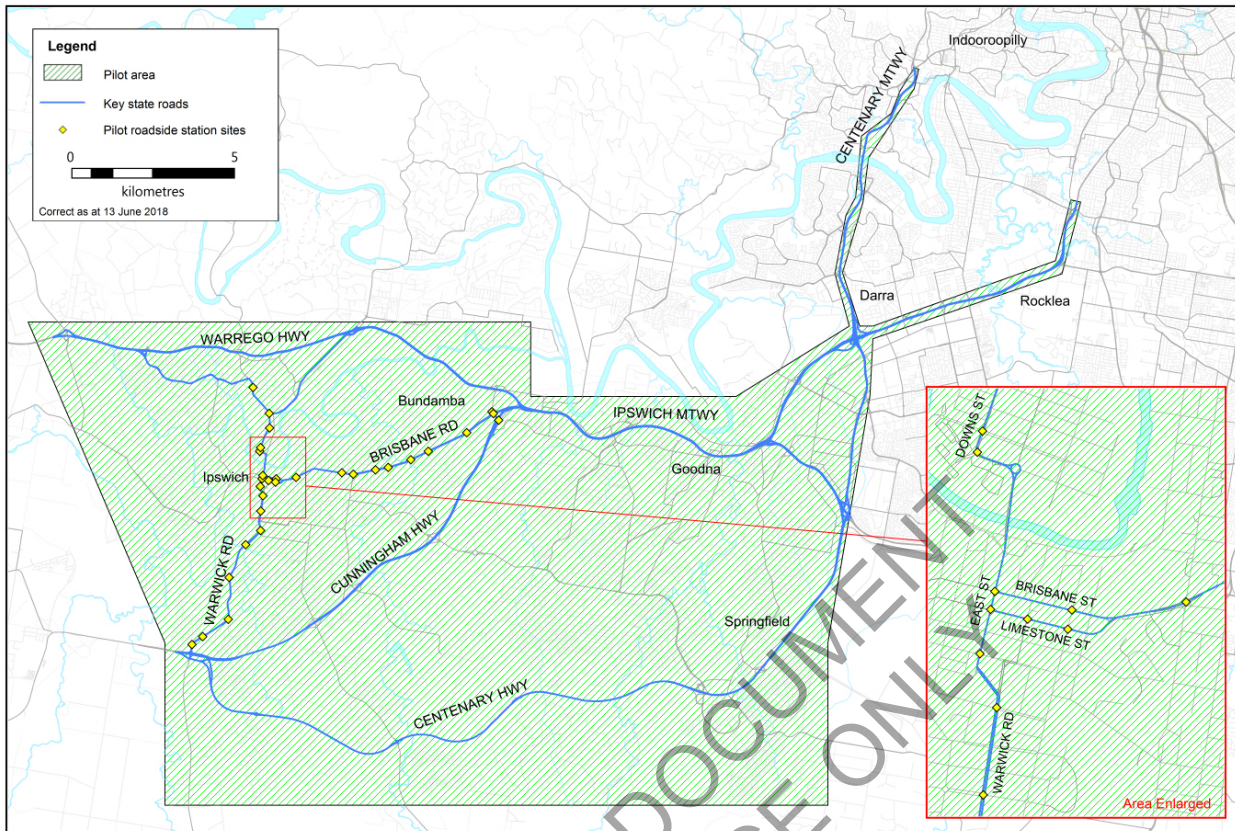 Legend
Pilot area
Key state roads
Pilot roadside station sites
0 5
kilometres
Correct as at 13 June 2018
Indooroopilly
CENTENARY MTWY
Darra
Rocklea
WARREGO HWY
Bundamba
IPSWICH MTWY
BRISBANE RD
Ipswich
Goodna
CUNNINGHAM HWY
WARWICK RD
Springfield
CENTENARY HWY
DOWNS ST
BRISBANE ST
EAST ST
LIMESTONE ST
WARWICK RD
Area Enlarged
DOCUMENT
ONLY